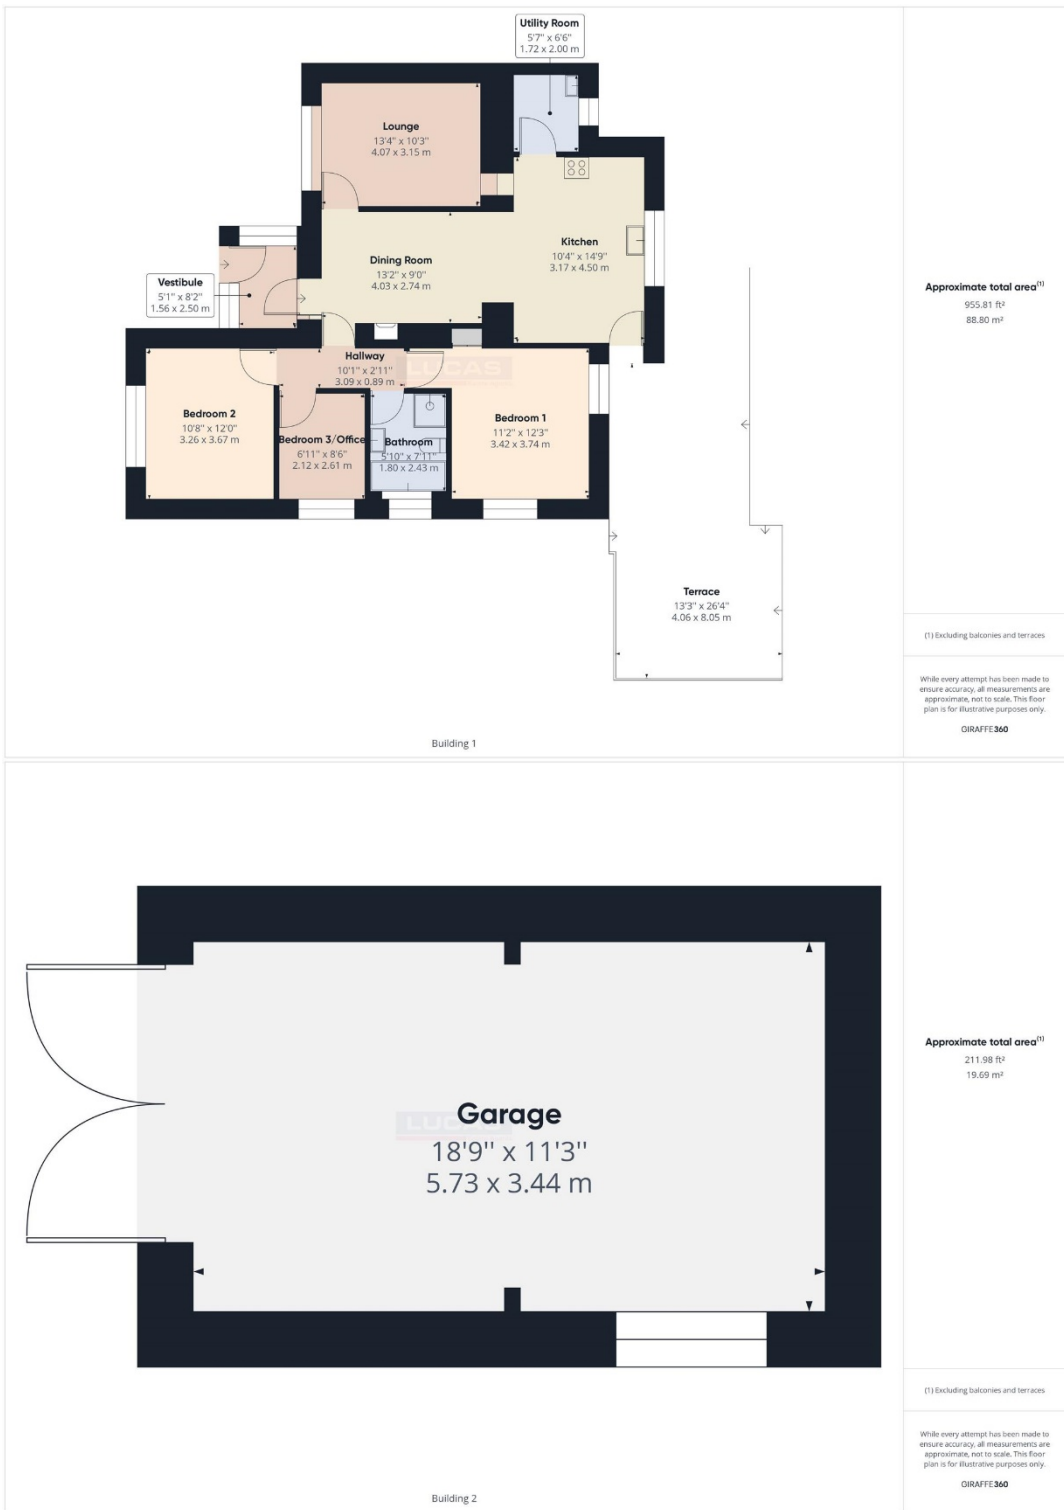 Utility Room
5'7" x 6'6"
1.72 x 2.00 m
Lounge
13'4" x 10'3"
4.07 x 3.15 m
Kitchen
10'4" x 14'9"
3.17 x 4.50 m
Dining Room
13'2" x 9'0"
4.03 x 2.74 m
Vestibule
5'1" x 8'2"
1.56 x 2.50 m
Hallway
10'1" x 2'11"
3.09 x 0.89 m
LUCAS
Bedroom 2
10'8" x 12'0"
3.26 x 3.67 m
Bedroom 3/Office
6'11" x 8'6"
2.12 x 2.61 m
Bathroom
5'10" x 7'11"
1.80 x 2.43 m
Bedroom 1
11'2" x 12'3"
3.42 x 3.74 m
Terrace
13'3" x 26'4"
4.06 x 8.05 m
Building 1
Approximate total area(1)
955.81 ft²
88.80 m²
(1) Excluding balconies and terraces
While every attempt has been made to
ensure accuracy, all measurements are
approximate, not to scale. This floor
plan is for illustrative purposes only.
GIRAFFE360
LUCAS
Garage
18'9" x 11'3"
5.73 x 3.44 m
Building 2
Approximate total area(1)
211.98 ft²
19.69 m²
(1) Excluding balconies and terraces
While every attempt has been made to
ensure accuracy, all measurements are
approximate, not to scale. This floor
plan is for illustrative purposes only.
GIRAFFE360